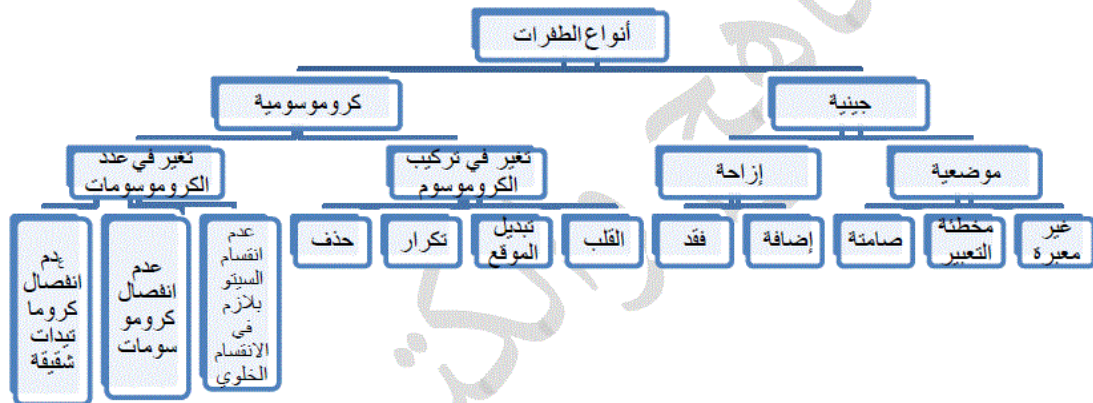 أنواع الطفرات
جينية
كروموسومية
موضعية
إزاحة
تغير في تركيب
الكروموسوم
تغير في عدد
الكروموسومات
غير
معبرة
مخطئة
التعبير
صامتة
إضافة
فقد
القلب
تبديل
الموقع
تكرار
حذف
عدم
انقسام
السيتو
بلازم
في
الانقسام
الخلوي
عدم
انفصال
كرومو
سومات
عدم
انفصال
كروما
تيدات
شقيقة